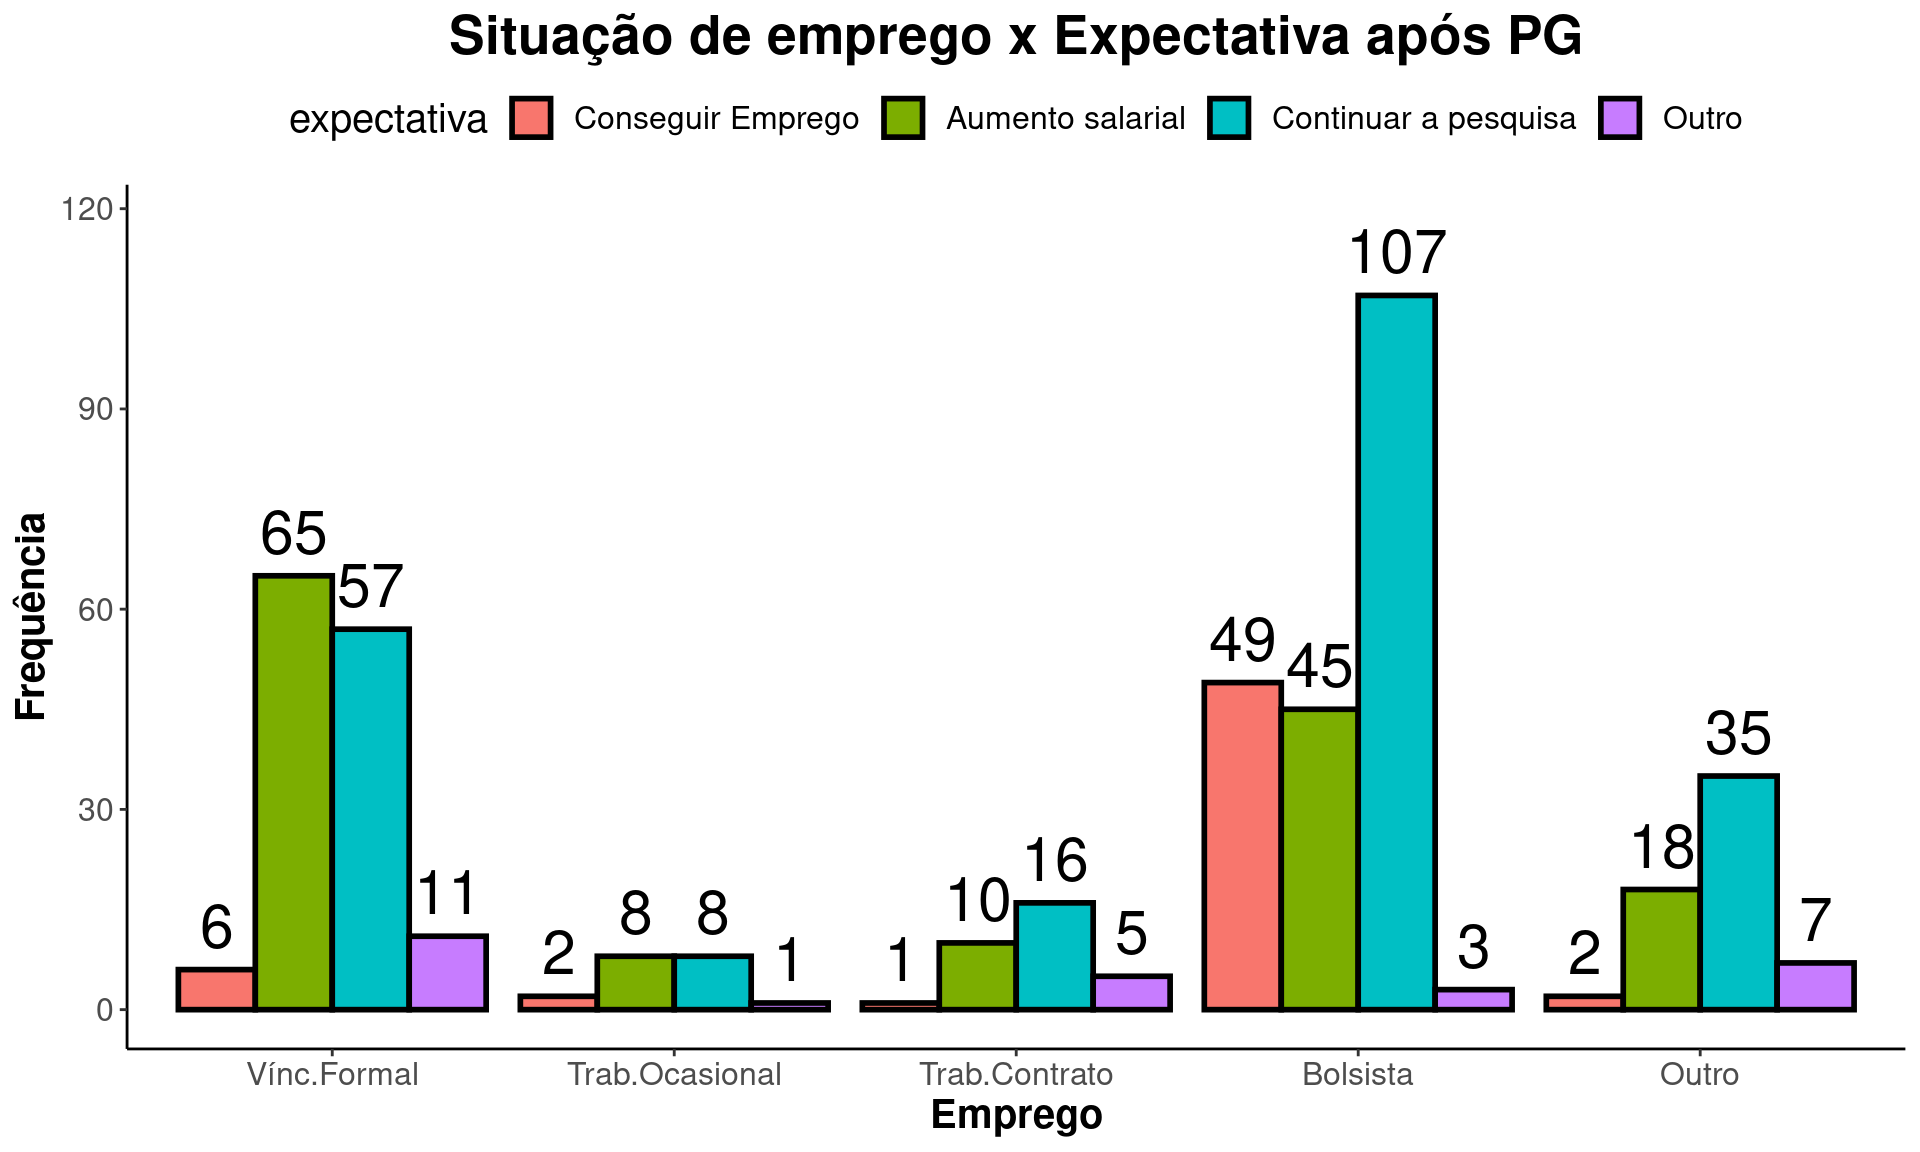 Situação de emprego x Expectativa após PG
expectativa Conseguir Emprego Aumento salarial Continuar a pesquisa Outro
Frequência
120
90
60
30
0
6 65 57 11
2 8 8 1
1 10 16 5
49 45 107 3
2 18 35 7
Vínc.Formal Trab.Ocasional Trab.Contrato Bolsista Outro
Emprego